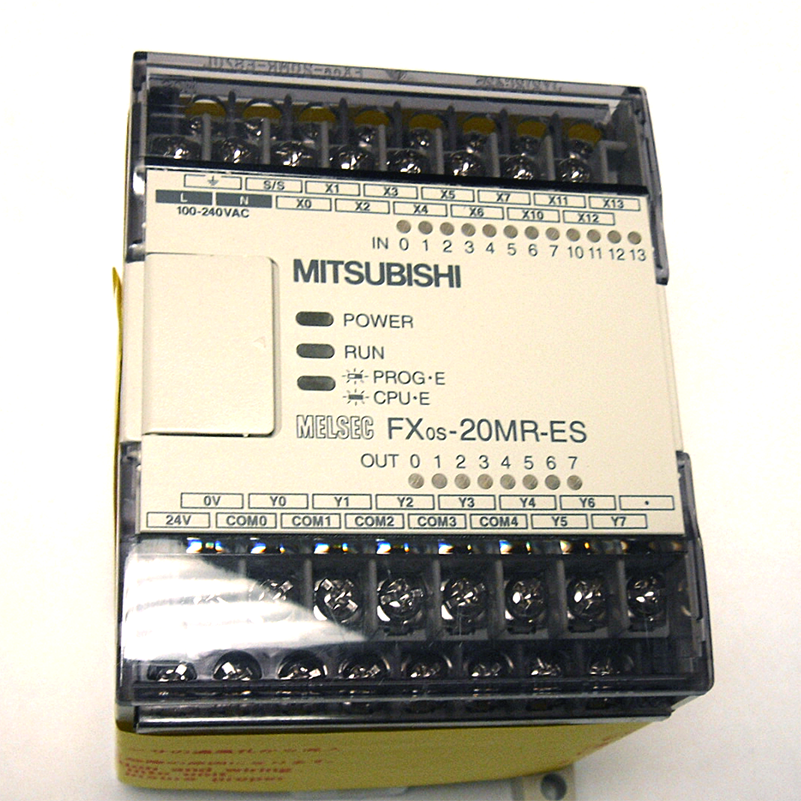 ⏚ S/S X1 X3 X5 X7 X11 X13
L N X0 X2 X4 X6 X10 X12
100-240VAC
IN 0 1 2 3 4 5 6 7 10 11 12 13
MITSUBISHI
POWER
RUN
PROG·E
CPU·E
MELSEC FX0S-20MR-ES
OUT 0 1 2 3 4 5 6 7
0V Y0 Y1 Y2 Y3 Y4 Y6 •
24V COM0 COM1 COM2 COM3 COM4 Y5 Y7
and wiring
proper